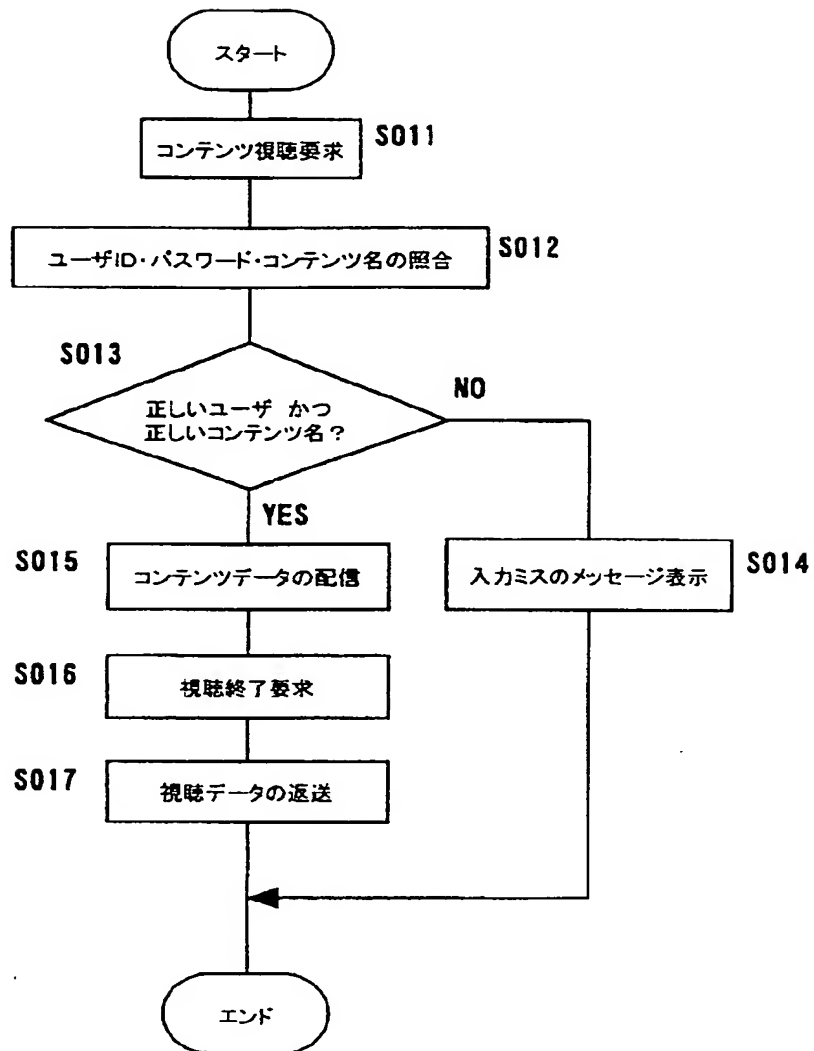 スタート
コンテンツ視聴要求
S011
ユーザID・パスワード・コンテンツ名の照合
S012
S013
正しいユーザ かつ
正しいコンテンツ名？
NO
YES
S015
コンテンツデータの配信
入力ミスのメッセージ表示
S014
S016
視聴終了要求
S017
視聴データの返送
エンド